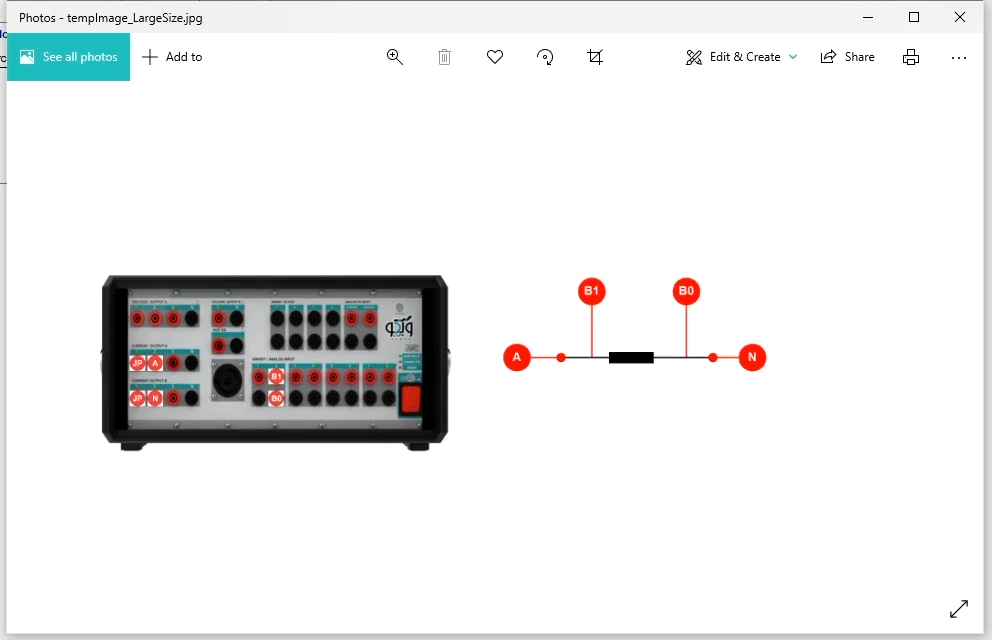 Photos - tempImage_LargeSize.jpg
See all photos
Add to
Edit & Create
Share
VOLTAGE OUTPUT A
BINARY OUTPUT
CURRENT OUTPUT A
JP A
BINARY / ANALOG INPUT
B1
CURRENT OUTPUT B
JP N
B0
B1
B0
A
N